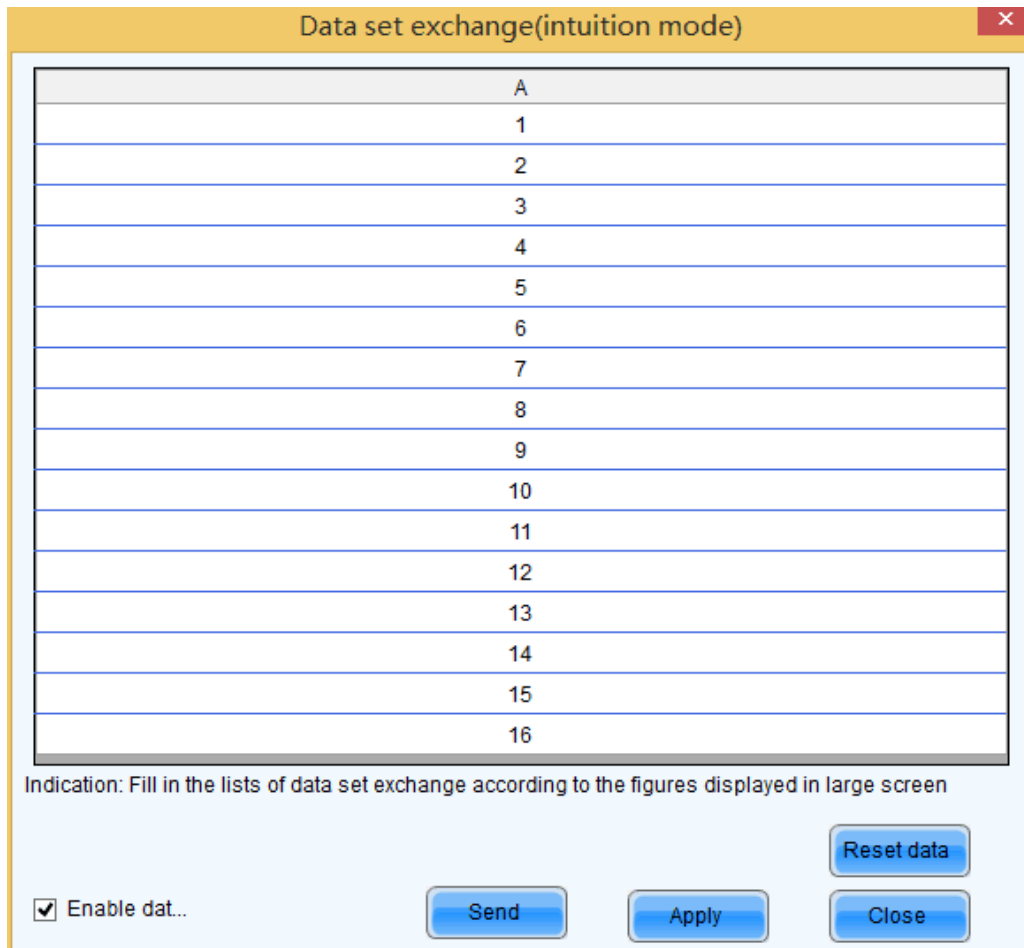 Data set exchange(intuition mode)
A
1
2
3
4
5
6
7
8
9
10
11
12
13
14
15
16
Indication: Fill in the lists of data set exchange according to the figures displayed in large screen
Reset data
Enable dat...
Send
Apply
Close